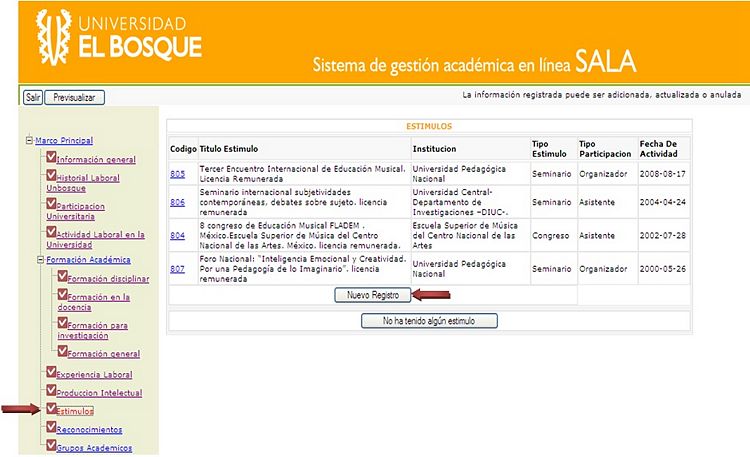 UNIVERSIDAD
EL BOSQUE
Sistema de gestión académica en línea SALA
Salir Previsualizar
La información registrada puede ser adicionada, actualizada o anulada
Marco Principal
Información general
Historial Laboral
Unbosque
Participacion
Universitaria
Actividad Laboral en la
Universidad
Formación Académica
Formación disciplinar
Formación en la
docencia
Formación para
investigación
Formación general
Experiencia Laboral
Produccion Intelectual
Estimulos
Reconocimientos
Grupos Academicos
ESTIMULOS
Codigo Titulo Estimulo Institucion Tipo Estimulo Tipo Participacion Fecha De Actividad
805 Tercer Encuentro Internacional de Educación Musical. Licencia Remunerada Universidad Pedagógica Nacional Seminario Organizador 2008-08-17
806 Seminario internacional subjetividades contemporáneas, debates sobre sujeto. licencia remunerada Universidad Central- Departamento de Investigaciones –DIUC-. Seminario Asistente 2004-04-24
804 8 congreso de Educación Musical FLADEM . México.Escuela Superior de Música del Centro Nacional de las Artes. México. licencia remunerada. Escuela Superior de Música del Centro Nacional de las Artes Congreso Asistente 2002-07-28
807 Foro Nacional: "Inteligencia Emocional y Creatividad. Por una Pedagogía de lo Imaginario". licencia remunerada Universidad Pedagógica Nacional Seminario Organizador 2000-05-26
Nuevo Registro
No ha tenido algún estimulo